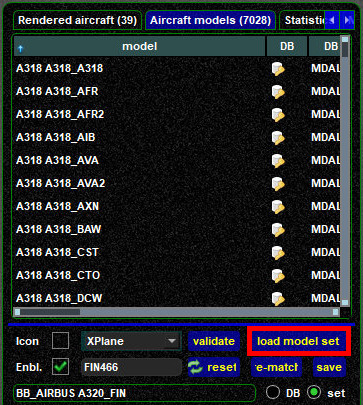 Rendered aircraft (39) Aircraft models (7028) Statistic
model DB DB
A318 A318_A318 MDAL
A318 A318_AFR MDAL
A318 A318_AFR2 MDAL
A318 A318_AIB MDAL
A318 A318_AVA MDAL
A318 A318_AVA2 MDAL
A318 A318_AXN MDAL
A318 A318_BAW MDAL
A318 A318_CST MDAL
A318 A318_CTO MDAL
A318 A318_DCW MDAL
Icon XPlane validate load model set
Enbl. FIN466 reset re-match save
BB_AIRBUS A320_FIN DB set